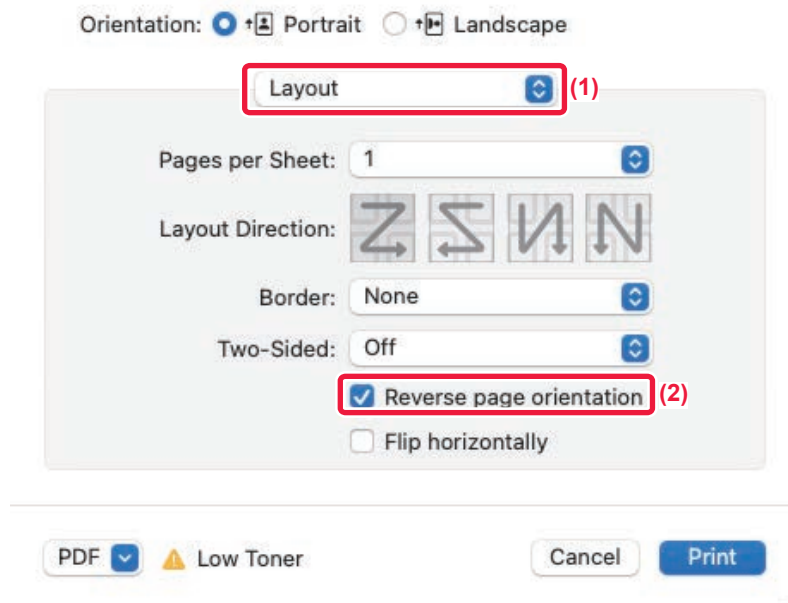 Orientation: Portrait Landscape
Layout (1)
Pages per Sheet: 1
Layout Direction:
Border: None
Two-Sided: Off
Reverse page orientation (2)
Flip horizontally
PDF Low Toner Cancel Print